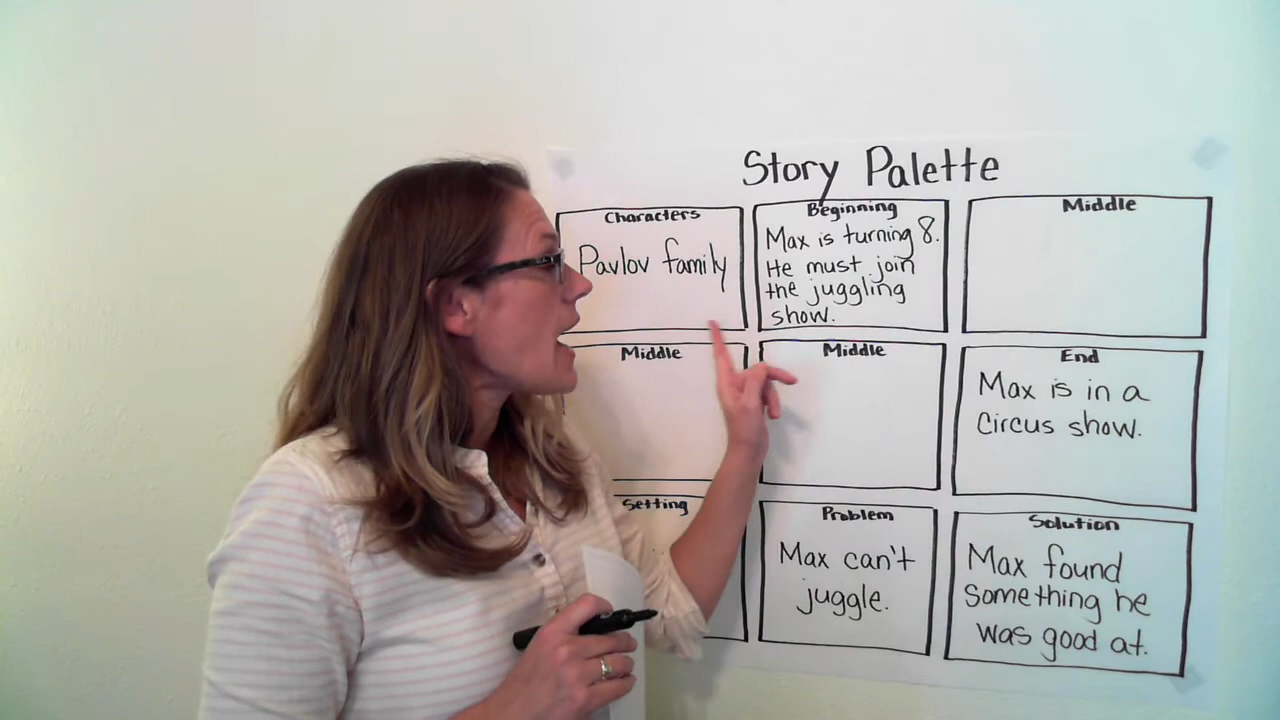 Story Palette
Characters
Pavlov family
Beginning
Max is turning 8.
He must join
the juggling
show.
Middle
Middle
Middle
End
Max is in a
Circus show.
Setting
Problem
Max can't
juggle.
Solution
Max found
Something he
was good at.